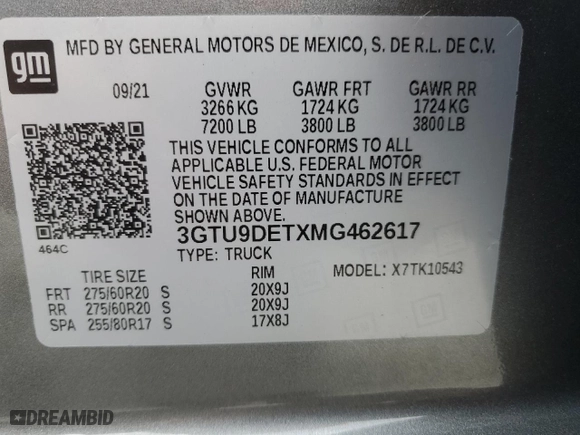 gm
MFD BY GENERAL MOTORS DE MEXICO, S. DE R.L. DE C.V.
09/21 GVWR GAWR FRT GAWR RR
3266 KG 1724 KG 1724 KG
7200 LB 3800 LB 3800 LB
THIS VEHICLE CONFORMS TO ALL
APPLICABLE U.S. FEDERAL MOTOR
VEHICLE SAFETY STANDARDS IN EFFECT
ON THE DATE OF MANUFACTURE
SHOWN ABOVE.
464C
3GTU9DETXMG462617
TYPE: TRUCK MODEL: X7TK10543
TIRE SIZE RIM
FRT 275/60R20 S 20X9J
RR 275/60R20 S 20X9J
SPA 255/80R17 S 17X8J
DREAMBID